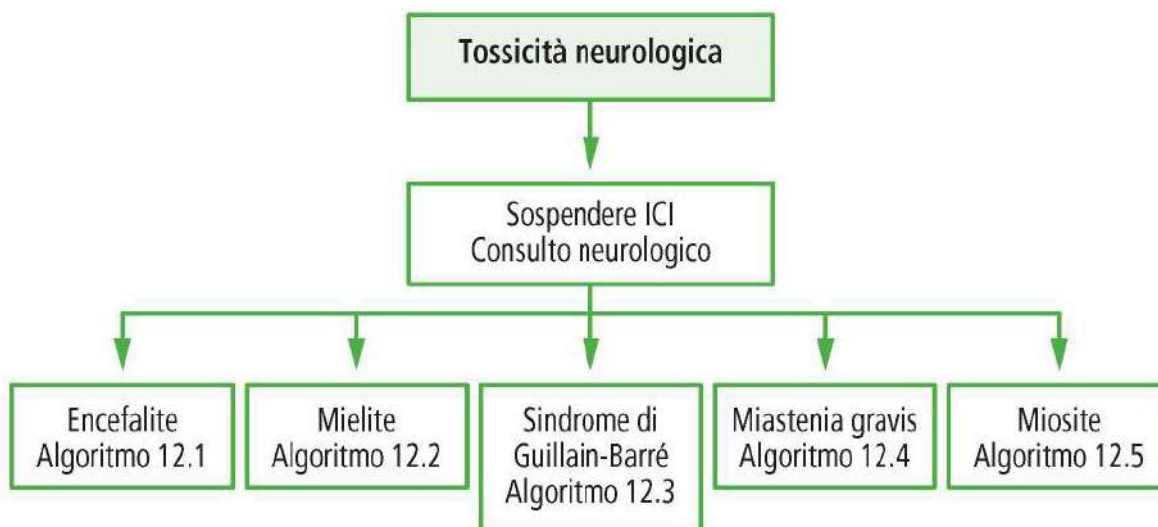 Tossicità neurologica
Sospendere ICI
Consulto neurologico
Encefalite
Algoritmo 12.1
Mielite
Algoritmo 12.2
Sindrome di
Guillain-Barré
Algoritmo 12.3
Miastenia gravis
Algoritmo 12.4
Miosite
Algoritmo 12.5